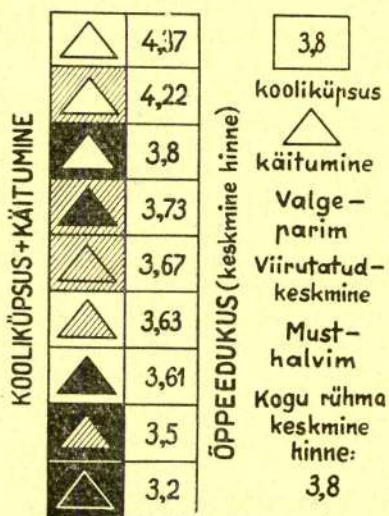 KOOLIKÜPSUS+KÄITUMINE
4,37
4,22
3,8
3,73
3,67
3,63
3,61
3,5
3,2
ÕPPEEDUKUS (keskmine hinne)
3,8
kooliküpsus
käitumine
Valge-
parim
Viirutatud-
keskmine
Must-
halvim
Kogu rühma
keskmine
hinne:
3,8